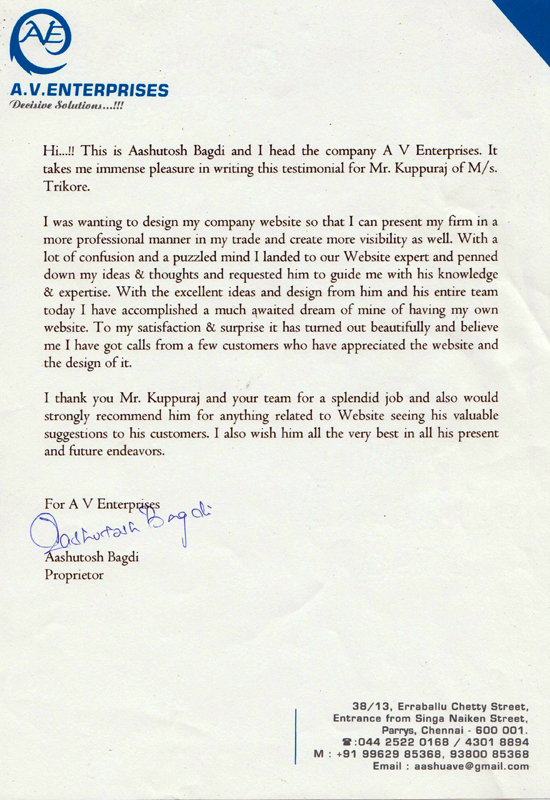 AVE
A.V.ENTERPRISES
Decisive Solutions...!!!
Hi...!! This is Aashutosh Bagdi and I head the company A V Enterprises. It
takes me immense pleasure in writing this testimonial for Mr. Kuppuraj of M/s.
Trikore.
I was wanting to design my company website so that I can present my firm in a
more professional manner in my trade and create more visibility as well. With a
lot of confusion and a puzzled mind I landed to our Website expert and penned
down my ideas & thoughts and requested him to guide me with his knowledge
& expertise. With the excellent ideas and design from him and his entire team
today I have accomplished a much awaited dream of mine of having my own
website. To my satisfaction & surprise it has turned out beautifully and believe
me I have got calls from a few customers who have appreciated the website and
the design of it.
I thank you Mr. Kuppuraj and your team for a splendid job and also would
strongly recommend him for anything related to Website seeing his valuable
suggestions to his customers. I also wish him all the very best in all his present
and future endeavors.
For A V Enterprises
Aashutosh Bagdi
Aashutosh Bagdi
Proprietor
38/13, Erraballu Chetty Street,
Entrance from Singa Naiken Street,
Parrys, Chennai - 600 001.
☎:044 2522 0168 / 4301 8894
M : +91 99629 85368, 93800 85368
Email : aashuave@gmail.com